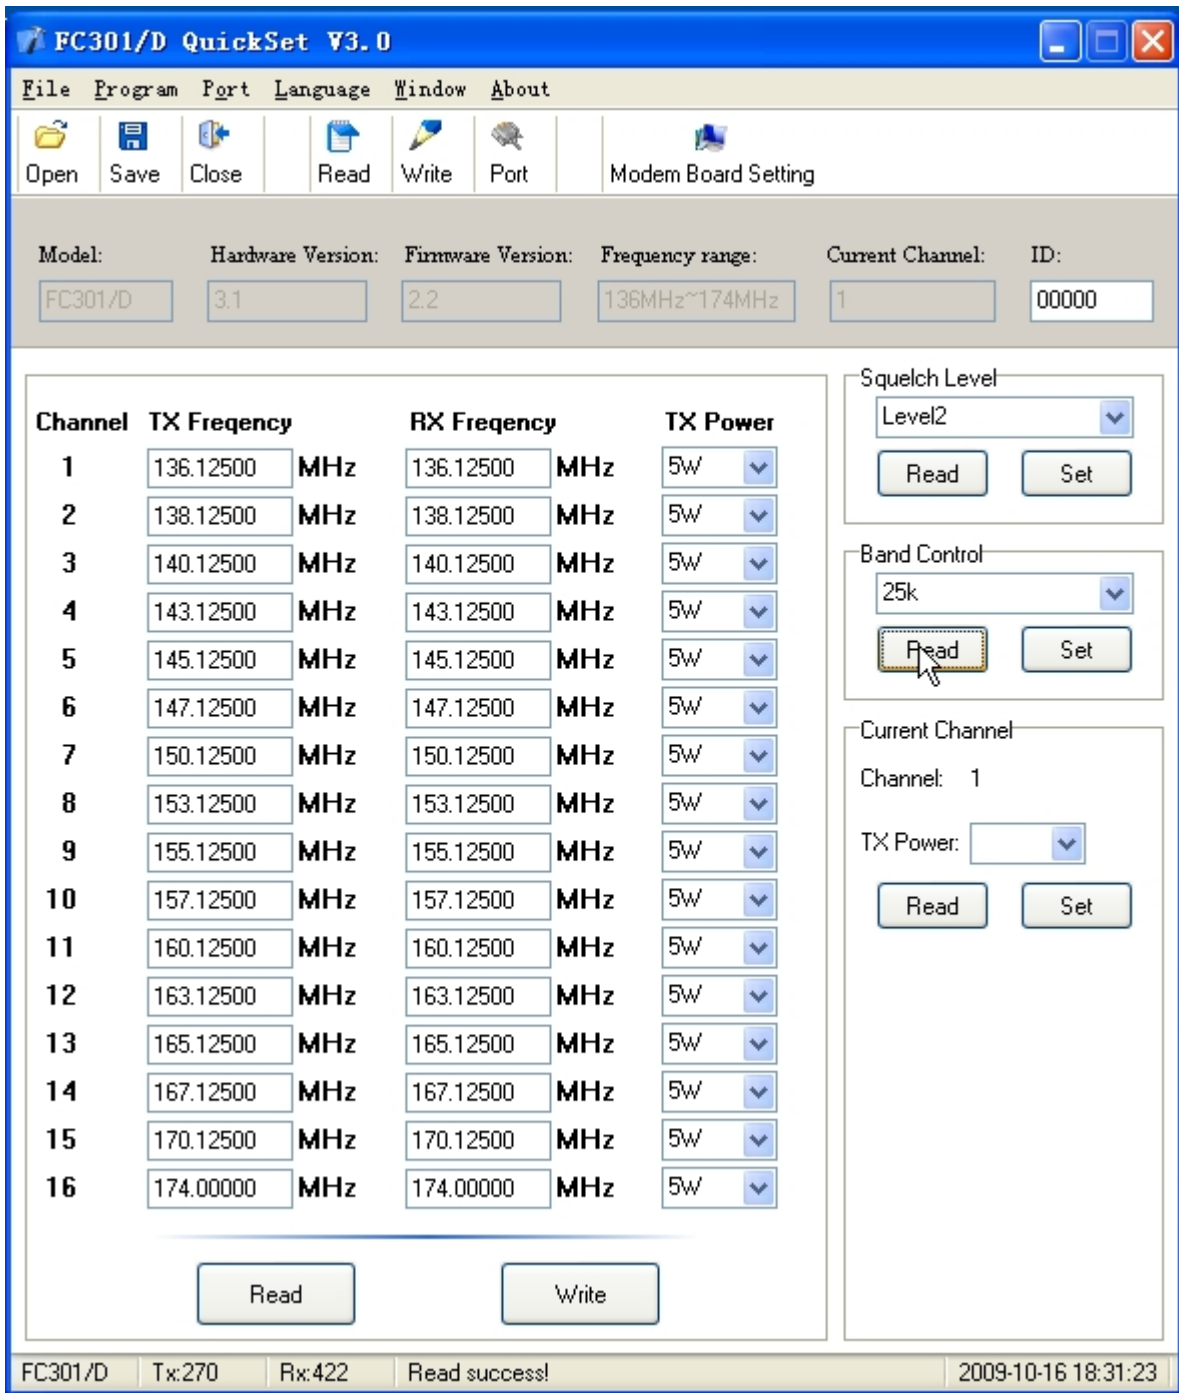 FC301/D QuickSet V3.0
File Program Port Language Window About
Open Save Close Read Write Port Modem Board Setting
Model: Hardware Version: Firmware Version: Frequency range: Current Channel: ID:
FC301/D 3.1 2.2 136MHz~174MHz 1 00000
Channel TX Freqency RX Freqency TX Power
1 136.12500 MHz 136.12500 MHz 5W
2 138.12500 MHz 138.12500 MHz 5W
3 140.12500 MHz 140.12500 MHz 5W
4 143.12500 MHz 143.12500 MHz 5W
5 145.12500 MHz 145.12500 MHz 5W
6 147.12500 MHz 147.12500 MHz 5W
7 150.12500 MHz 150.12500 MHz 5W
8 153.12500 MHz 153.12500 MHz 5W
9 155.12500 MHz 155.12500 MHz 5W
10 157.12500 MHz 157.12500 MHz 5W
11 160.12500 MHz 160.12500 MHz 5W
12 163.12500 MHz 163.12500 MHz 5W
13 165.12500 MHz 165.12500 MHz 5W
14 167.12500 MHz 167.12500 MHz 5W
15 170.12500 MHz 170.12500 MHz 5W
16 174.00000 MHz 174.00000 MHz 5W
Read Write
Squelch Level
Level2
Read Set
Band Control
25k
Read Set
Current Channel
Channel: 1
TX Power:
Read Set
FC301/D Tx:270 Rx:422 Read success! 2009-10-16 18:31:23